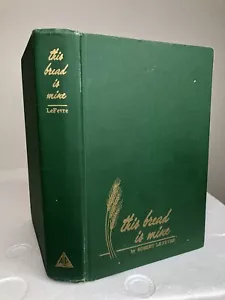 this
bread
is
mine
LeFevre
this bread
is mine
by ROBERT LEFEVRE